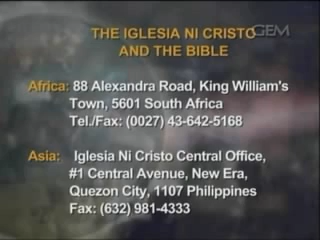 GEM
THE IGLESIA NI CRISTO
AND THE BIBLE
Africa: 88 Alexandra Road, King William's
Town, 5601 South Africa
Tel./Fax: (0027) 43-642-5168
Asia: Iglesia Ni Cristo Central Office,
#1 Central Avenue, New Era,
Quezon City, 1107 Philippines
Fax: (632) 981-4333